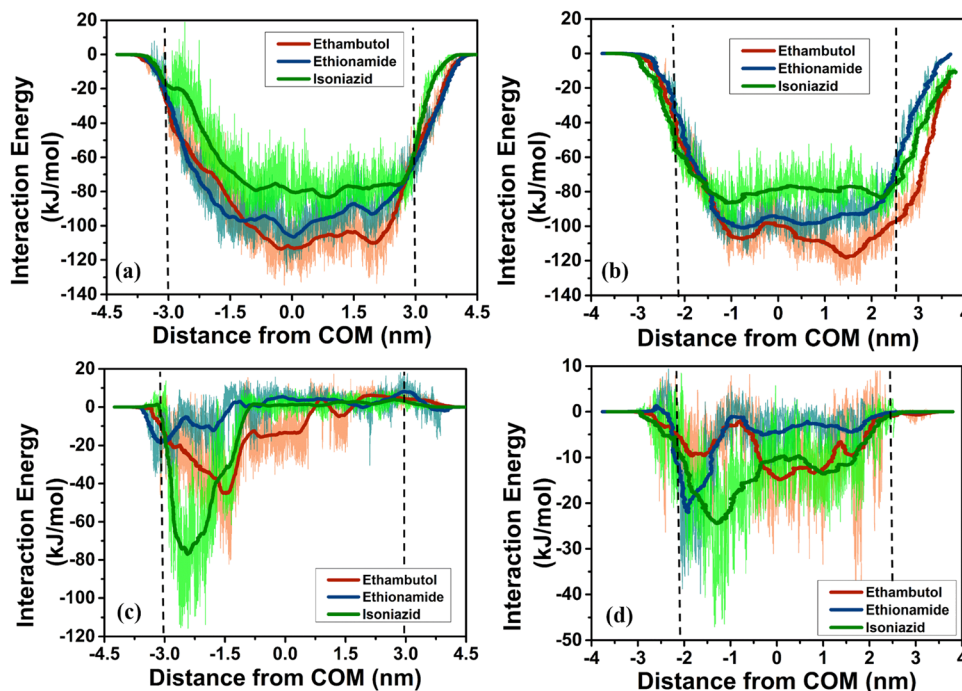 20
0
-20
-40
-60
-80
-100
-120
-140
Interaction Energy
(kJ/mol)
Ethambutol
Ethionamide
Isoniazid
(a)
-4.5 -3.0 -1.5 0.0 1.5 3.0 4.5
Distance from COM (nm)
20
0
-20
-40
-60
-80
-100
-120
-140
Interaction Energy
(kJ/mol)
Ethambutol
Ethionamide
Isoniazid
(b)
-4 -3 -2 -1 0 1 2 3 4
Distance from COM (nm)
20
0
-20
-40
-60
-80
-100
-120
Interaction Energy
(kJ/mol)
Ethambutol
Ethionamide
Isoniazid
(c)
-4.5 -3.0 -1.5 0.0 1.5 3.0 4.5
Distance from COM (nm)
10
0
-10
-20
-30
-40
-50
Interaction Energy
(kJ/mol)
Ethambutol
Ethionamide
Isoniazid
(d)
-4 -3 -2 -1 0 1 2 3 4
Distance from COM (nm)